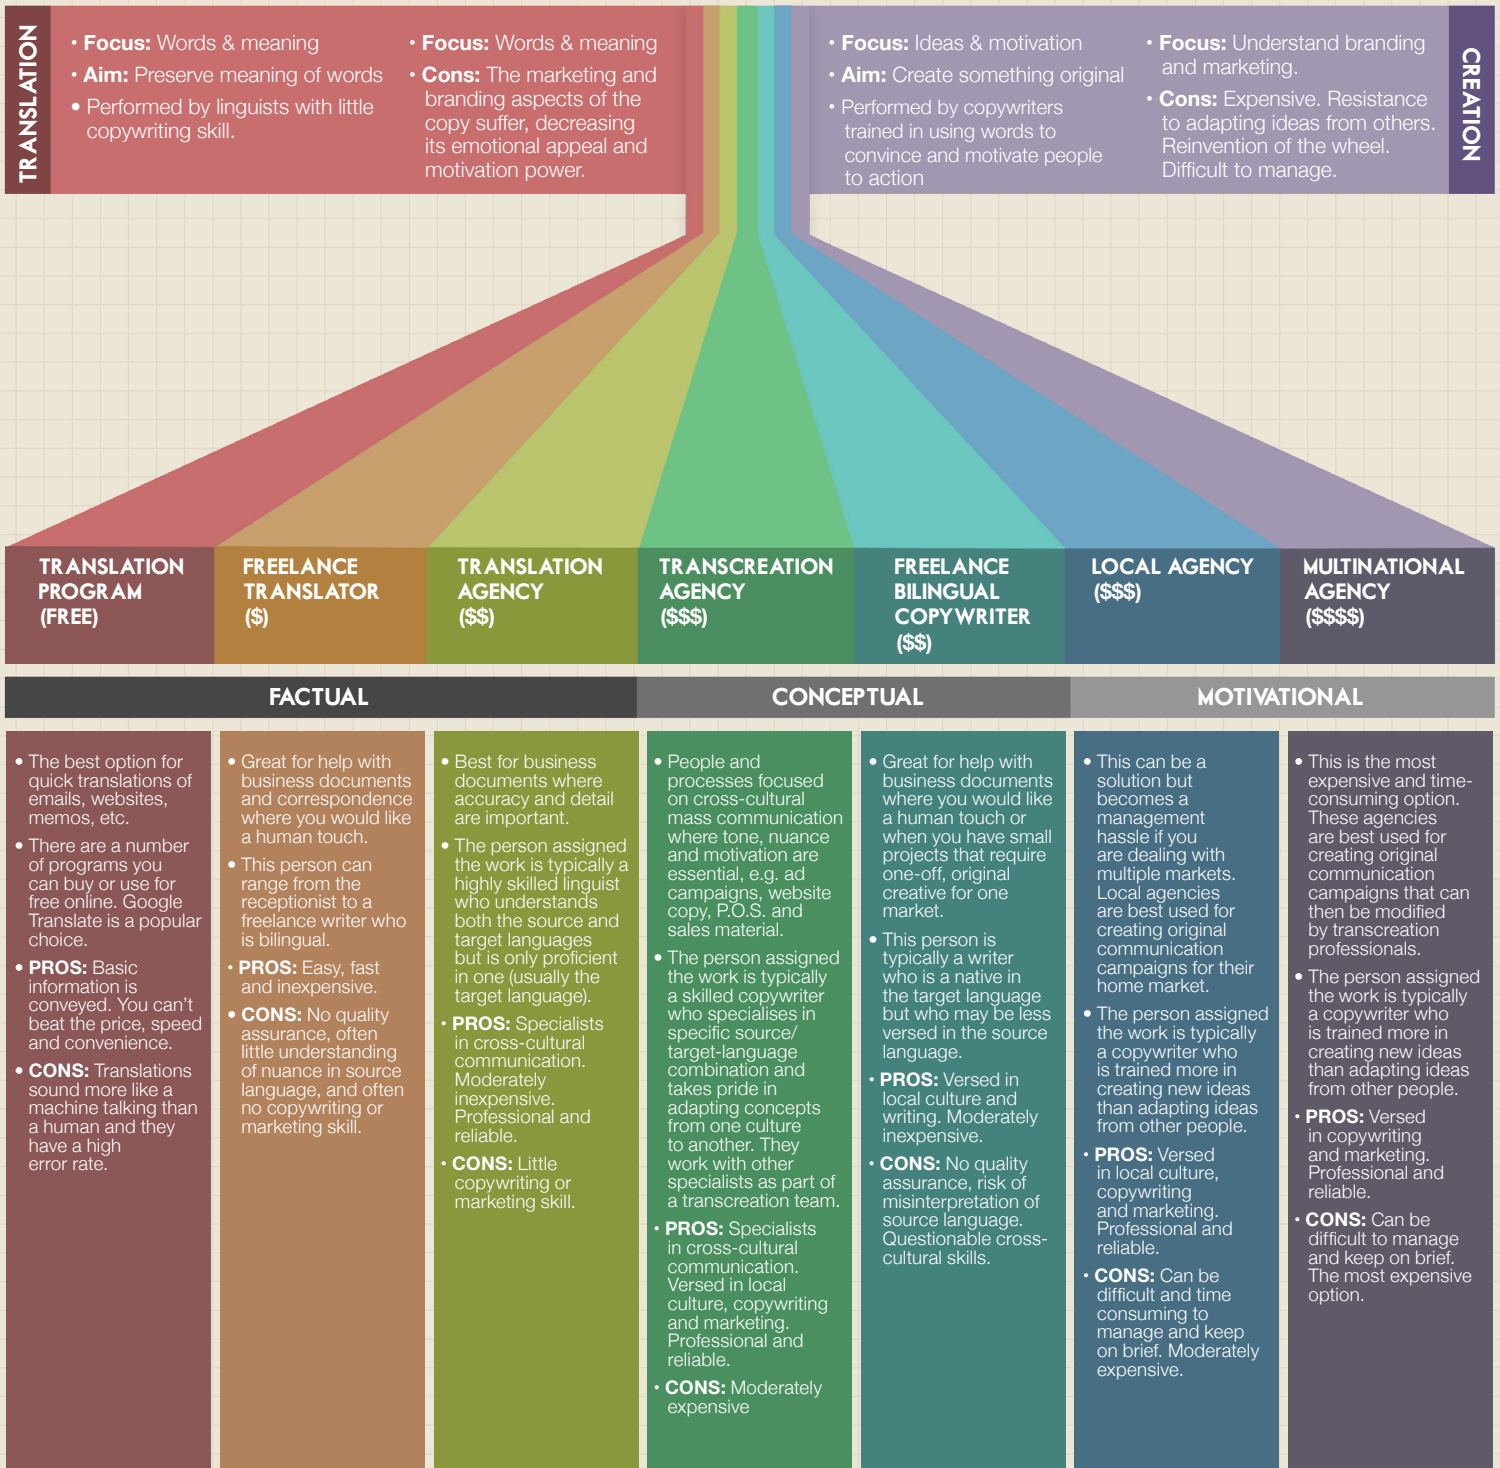 TRANSLATION
• Focus: Words & meaning
• Aim: Preserve meaning of words
• Performed by linguists with little
copywriting skill.
• Focus: Words & meaning
• Cons: The marketing and
branding aspects of the
copy suffer, decreasing
its emotional appeal and
motivation power.
• Focus: Ideas & motivation
• Aim: Create something original
• Performed by copywriters
trained in using words to
convince and motivate people
to action
• Focus: Understand branding
and marketing.
• Cons: Expensive. Resistance
to adapting ideas from others.
Reinvention of the wheel.
Difficult to manage.
CREATION
TRANSLATION
PROGRAM
(FREE)
FREELANCE
TRANSLATOR
($)
TRANSLATION
AGENCY
($$)
TRANSCREATION
AGENCY
($$$)
FREELANCE
BILINGUAL
COPYWRITER
($$)
LOCAL AGENCY
($$$)
MULTINATIONAL
AGENCY
($$$$)
FACTUAL
CONCEPTUAL
MOTIVATIONAL
• The best option for
quick translations of
emails, websites,
memos, etc.
• There are a number
of programs you
can buy or use for
free online. Google
Translate is a popular
choice.
• PROS: Basic
information is
conveyed. You can't
beat the price, speed
and convenience.
• CONS: Translations
sound more like a
machine talking than
a human and they
have a high
error rate.
• Great for help with
business documents
and correspondence
where you would like
a human touch.
• This person can
range from the
receptionist to a
freelance writer who
is bilingual.
• PROS: Easy, fast
and inexpensive.
• CONS: No quality
assurance, often
little understanding
of nuance in source
language, and often
no copywriting or
marketing skill.
• Best for business
documents where
accuracy and detail
are important.
• The person assigned
the work is typically a
highly skilled linguist
who understands
both the source and
target languages
but is only proficient
in one (usually the
target language).
• PROS: Specialists
in cross-cultural
communication.
Moderately
inexpensive.
Professional and
reliable.
• CONS: Little
copywriting or
marketing skill.
• People and
processes focused
on cross-cultural
mass communication
where tone, nuance
and motivation are
essential, e.g. ad
campaigns, website
copy, P.O.S. and
sales material.
• The person assigned
the work is typically
a skilled copywriter
who specialises in
specific source/
target-language
combination and
takes pride in
adapting concepts
from one culture
to another. They
work with other
specialists as part of
a transcreation team.
• PROS: Specialists
in cross-cultural
communication.
Versed in local
culture, copywriting
and marketing.
Professional and
reliable.
• CONS: Moderately
expensive
• Great for help with
business documents
where you would like
a human touch or
when you have small
projects that require
one-off, original
creative for one
market.
• This person is
typically a writer
who is a native in
the target language
but who may be less
versed in the source
language.
• PROS: Versed in
local culture and
writing. Moderately
inexpensive.
• CONS: No quality
assurance, risk of
misinterpretation of
source language.
Questionable cross-
cultural skills.
• This can be a
solution but
becomes a
management
hassle if you
are dealing with
multiple markets.
Local agencies
are best used for
creating original
communication
campaigns for their
home market.
• The person assigned
the work is typically
a copywriter who
is trained more in
creating new ideas
than adapting ideas
from other people.
• PROS: Versed
in local culture,
copywriting
and marketing.
Professional and
reliable.
• CONS: Can be
difficult and time
consuming to
manage and keep
on brief. Moderately
expensive.
• This is the most
expensive and time-
consuming option.
These agencies
are best used for
creating original
communication
campaigns that can
then be modified
by transcreation
professionals.
• The person assigned
the work is typically
a copywriter who
is trained more in
creating new ideas
than adapting ideas
from other people.
• PROS: Versed
in copywriting
and marketing.
Professional and
reliable.
• CONS: Can be
difficult to manage
and keep on brief.
The most expensive
option.